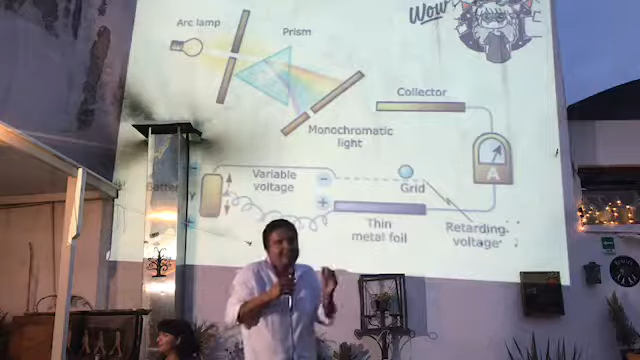 Wow
Arc lamp
Prism
Collector
Monochromatic
light
A
Variable
voltage
Grid
Thin
metal foil
Retarding
voltage